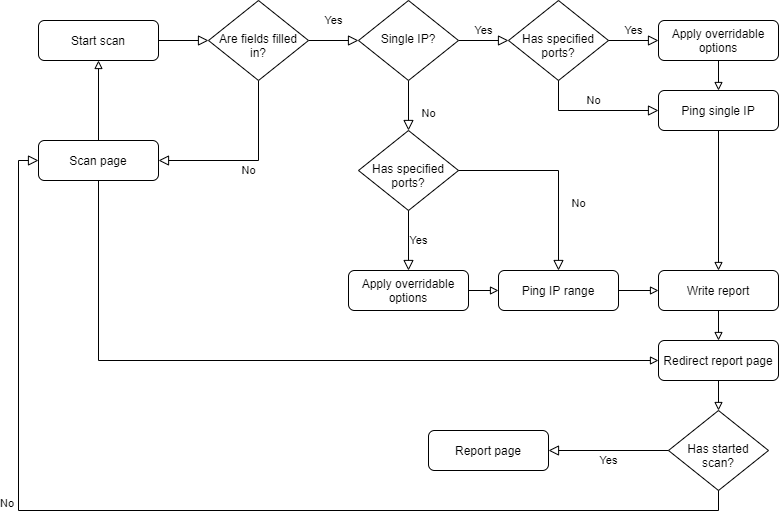 Start scan
Are fields filled
in?
Yes
Single IP?
Yes
Has specified
ports?
Yes
Apply overridable
options
No
Ping single IP
No
Scan page
No
Has specified
ports?
No
Yes
Apply overridable
options
Ping IP range
Write report
Redirect report page
Has started
scan?
Yes
Report page
No